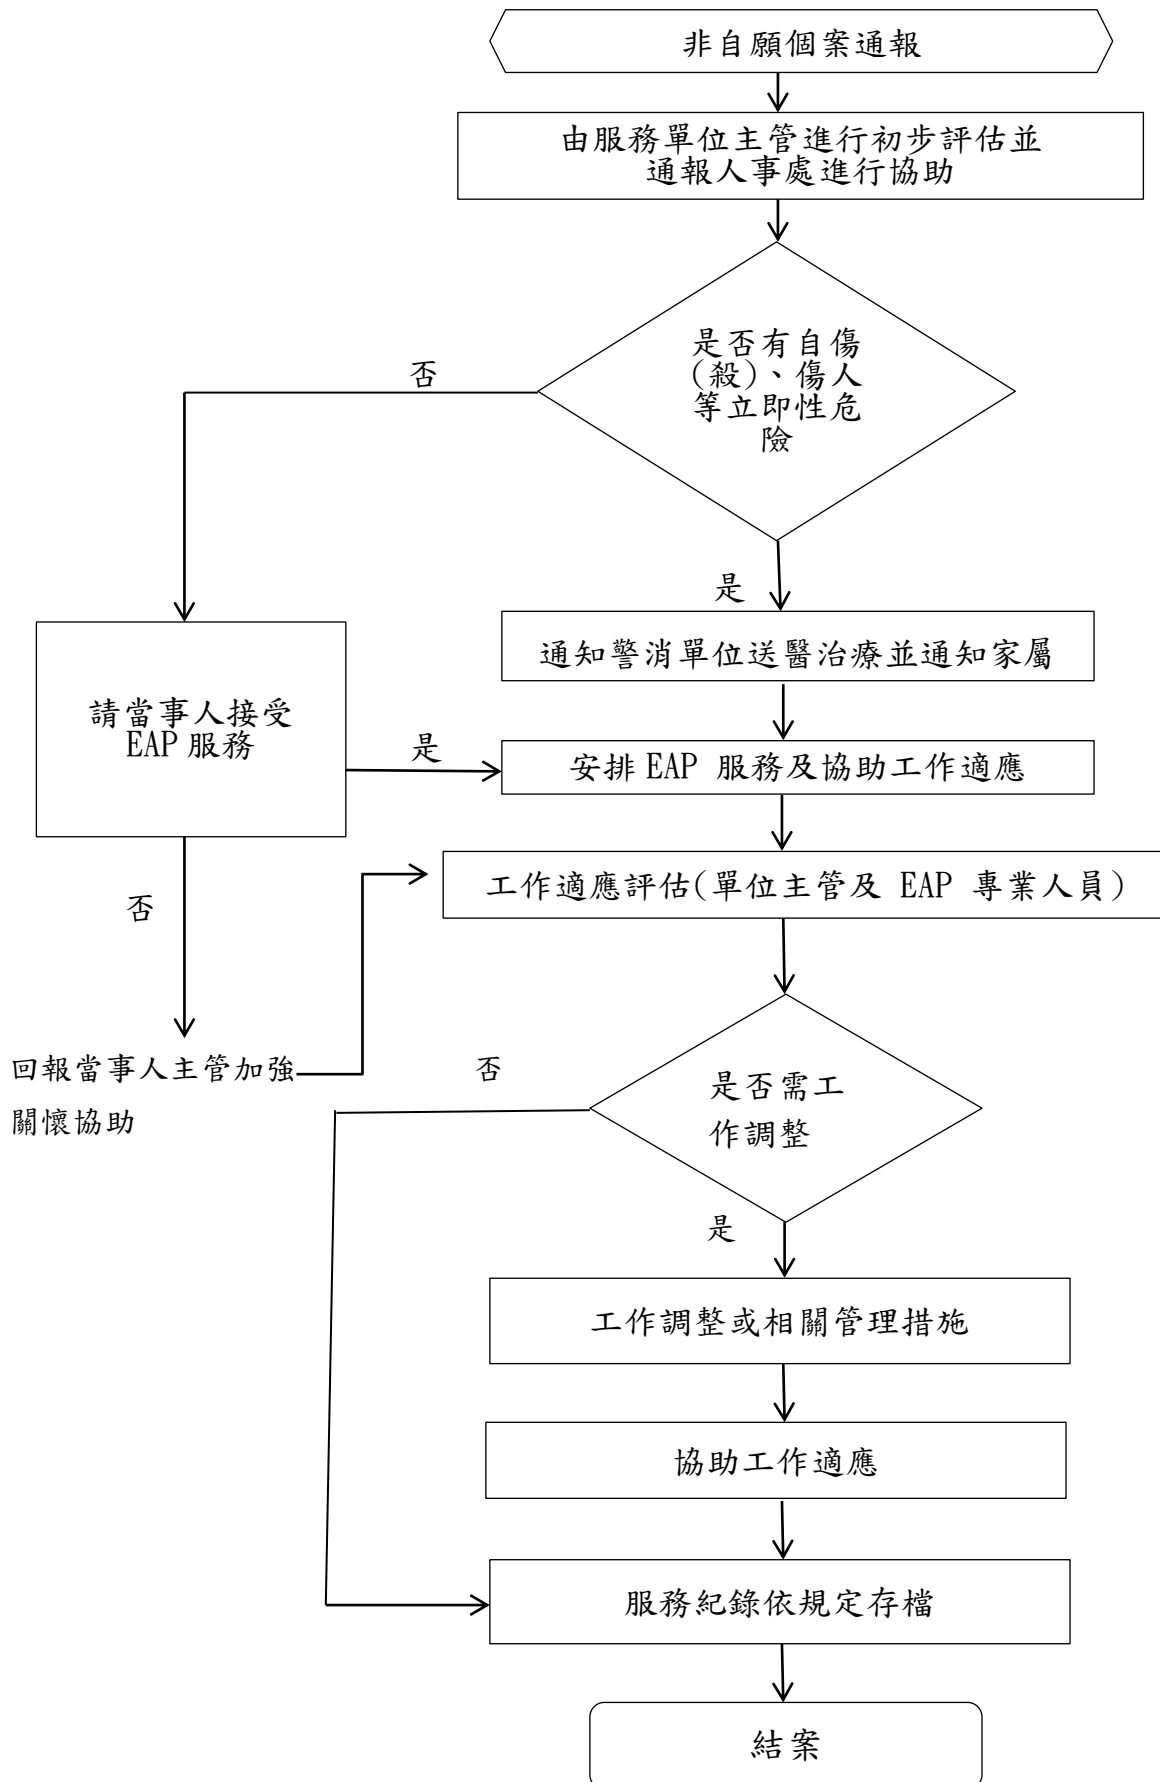 非自願個案通報
由服務單位主管進行初步評估並
通報人事處進行協助
是否有自傷
(殺)、傷人
等立即性危
險
否
是
通知警消單位送醫治療並通知家屬
請當事人接受
EAP 服務
是
安排 EAP 服務及協助工作適應
工作適應評估(單位主管及 EAP 專業人員)
否
回報當事人主管加強
關懷協助
否
是否需工
作調整
是
工作調整或相關管理措施
協助工作適應
服務紀錄依規定存檔
結案